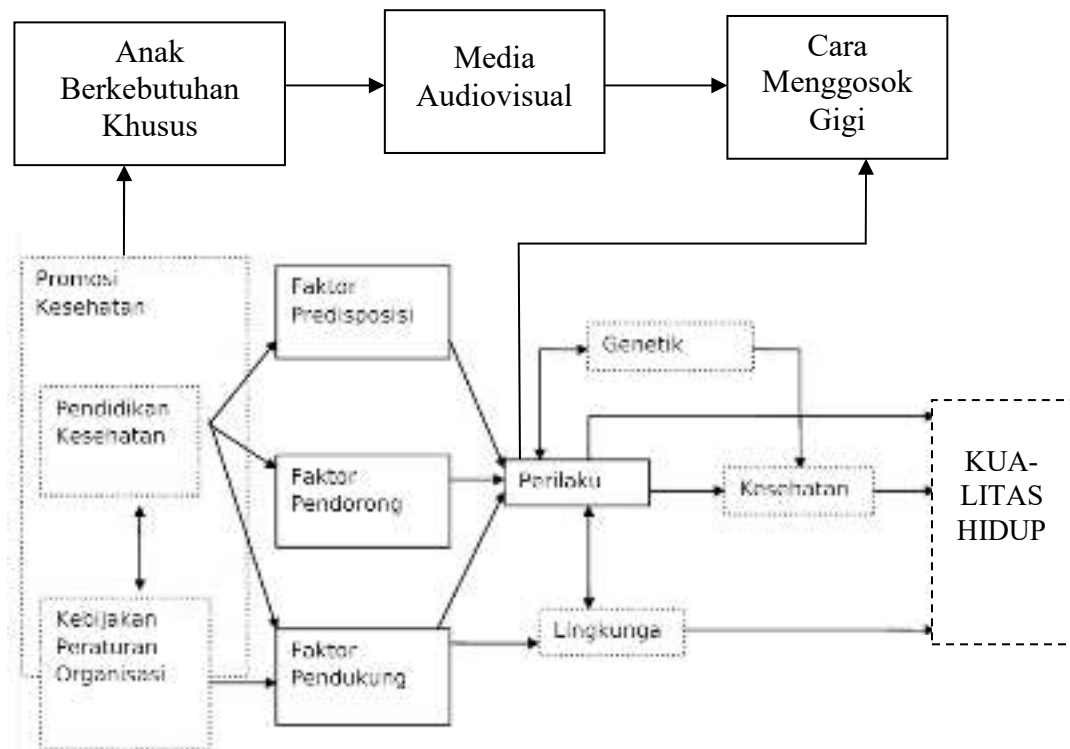 Anak
Berkebutuhan
Khusus
Media
Audiovisual
Cara
Menggosok
Gigi
Promosi
Kesehatan
Faktor
Predisposisi
Genetik
Pendidikan
Kesehatan
Faktor
Pendorong
Perilaku
Kesehatan
KUA-
LITAS
HIDUP
Kebijakan
Peraturan
Organisasi
Faktor
Pendukung
Lingkunga